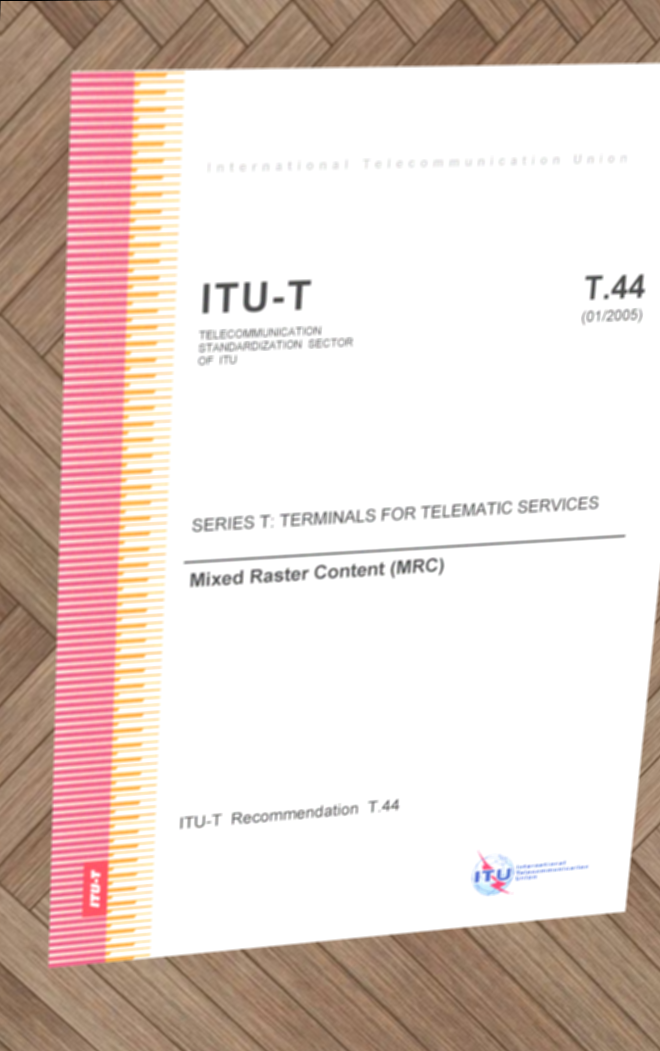 International Telecommunication Union
ITU-T
T.44
TELECOMMUNICATION
STANDARDIZATION SECTOR
OF ITU
(01/2005)
SERIES T: TERMINALS FOR TELEMATIC SERVICES
Mixed Raster Content (MRC)
ITU-T Recommendation T.44
ITU-T
ITU
International
Telecommunication
Union